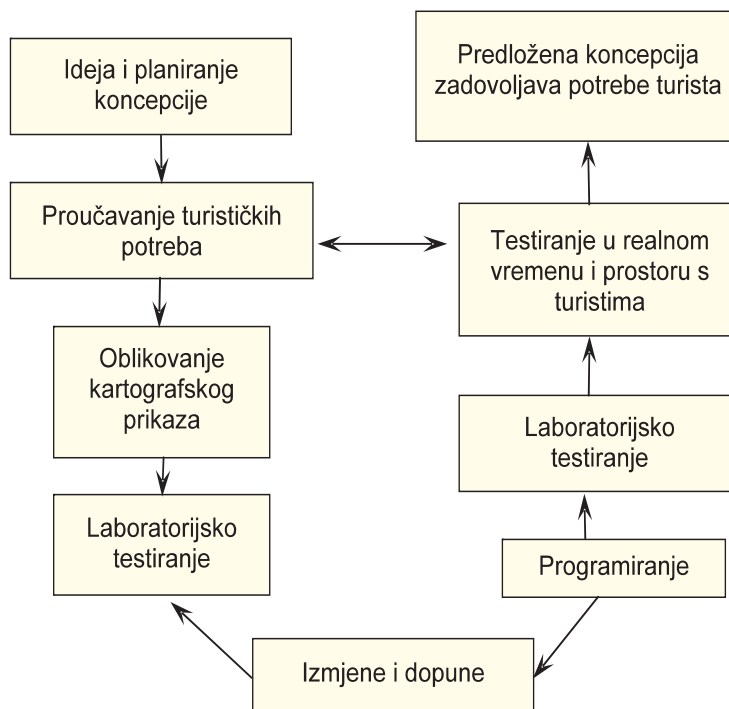 Ideja i planiranje
koncepcije
Proučavanje turističkih
potreba
Oblikovanje
kartografskog
prikaza
Laboratorijsko
testiranje
Izmjene i dopune
Programiranje
Laboratorijsko
testiranje
Testiranje u realnom
vremenu i prostoru s
turistima
Predložena koncepcija
zadovoljava potrebe turista